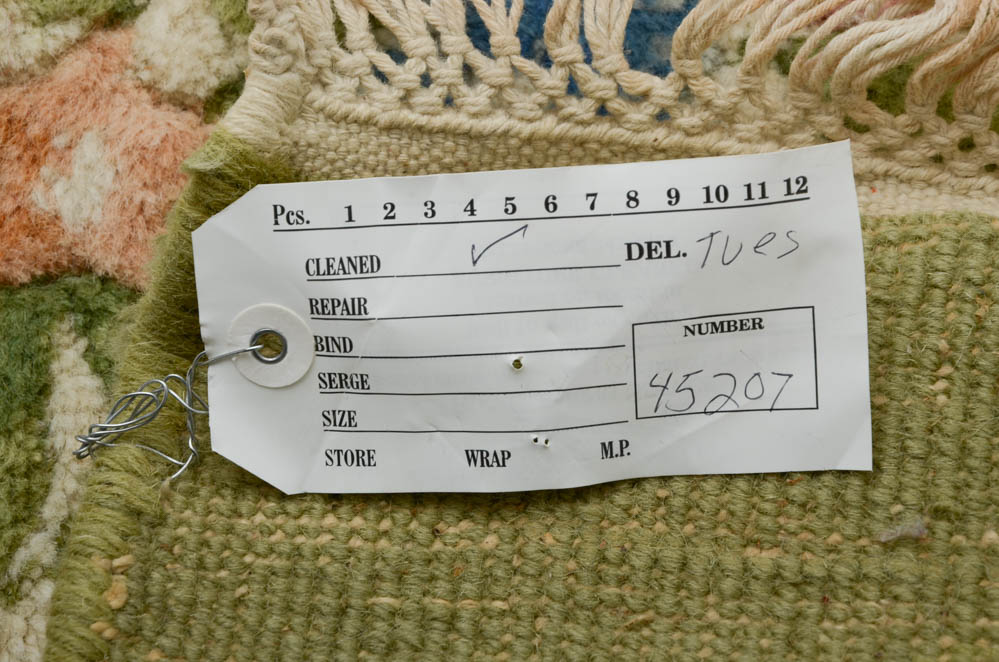 Pcs. 1 2 3 4 5 6 7 8 9 10 11 12
CLEANED ✓ DEL. Tues
REPAIR
BIND
NUMBER
SERGE
45207
SIZE
STORE WRAP M.P.